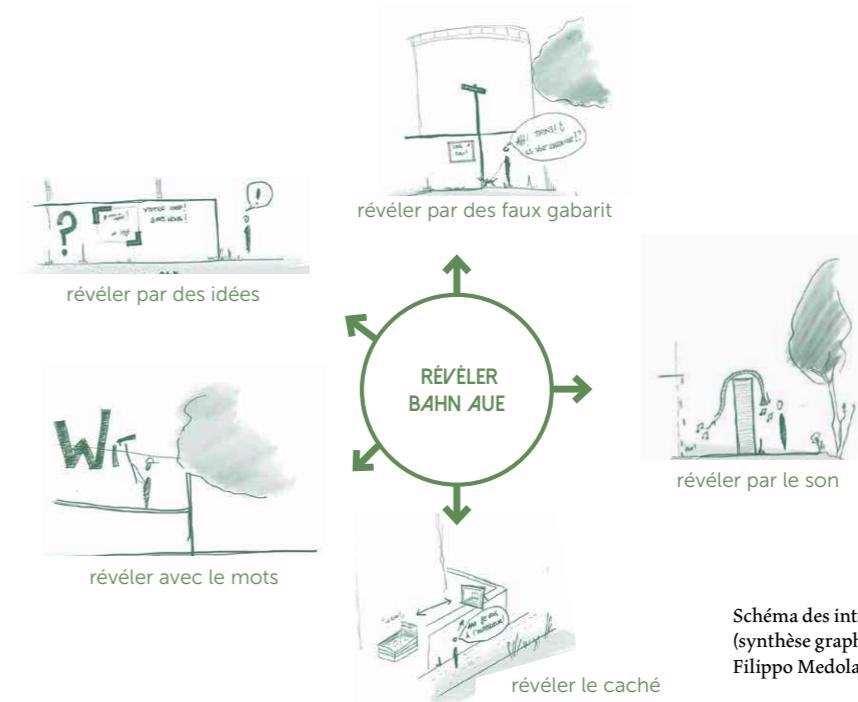 révéler par des faux gabarit
révéler par des idées
RÉVÉLER
BAHN AUE
révéler par le son
révéler avec le mots
révéler le caché
Schéma des int
(synthèse graph
Filippo Medola
?
!
W